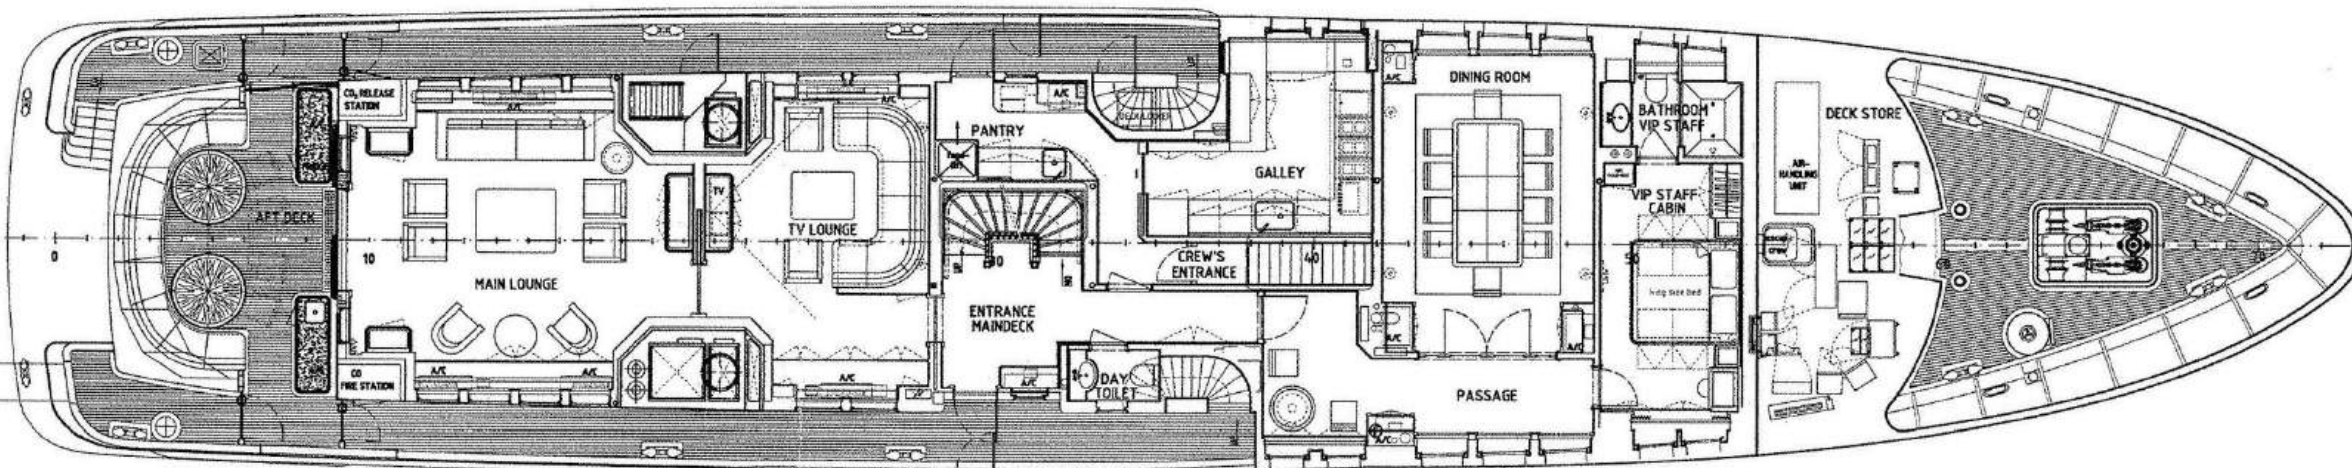 CO₂ RELEASE
STATION
A/C
A/C
DINING ROOM
A/C
BATHROOM
VIP STAFF
DECK STORE
PANTRY
AIR-
HANDLING
UNIT
GALLEY
TV
VIP STAFF
CABIN
AFT DECK
TV LOUNGE
0
10
MAIN LOUNGE
UP
30
DN
CREW'S
ENTRANCE
40
50
king size bed
ENTRANCE
MAINDECK
A/C
A/C
CO
FIRE STATION
A/C
A/C
A/C
A/C
DAY
TOILET
PASSAGE
A/C